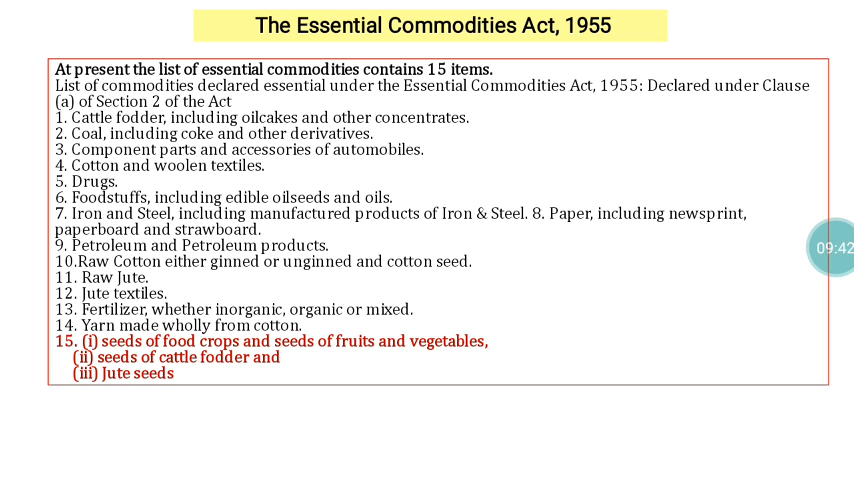 The Essential Commodities Act, 1955
At present the list of essential commodities contains 15 items.
List of commodities declared essential under the Essential Commodities Act, 1955: Declared under Clause
(a) of Section 2 of the Act
1. Cattle fodder, including oilcakes and other concentrates.
2. Coal, including coke and other derivatives.
3. Component parts and accessories of automobiles.
4. Cotton and woolen textiles.
5. Drugs.
6. Foodstuffs, including edible oilseeds and oils.
7. Iron and Steel, including manufactured products of Iron & Steel. 8. Paper, including newsprint,
paperboard and strawboard.
9. Petroleum and Petroleum products.
09:42
10.Raw Cotton either ginned or unginned and cotton seed.
11. Raw Jute.
12. Jute textiles.
13. Fertilizer, whether inorganic, organic or mixed.
14. Yarn made wholly from cotton.
15. (i) seeds of food crops and seeds of fruits and vegetables,
(ii) seeds of cattle fodder and
(iii) Jute seeds